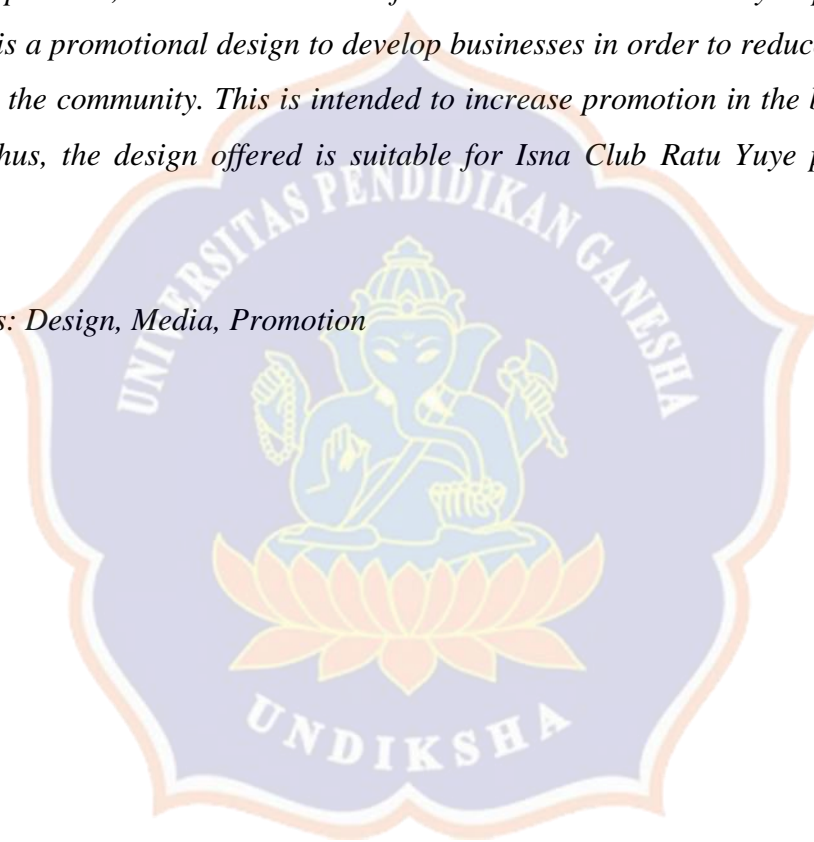 is a promotional design to develop businesses in order to reduc
the community. This is intended to increase promotion in the
hus, the design offered is suitable for Isna Club Ratu Yuye
s: Design, Media, Promotion
UNIVERSITAS PENDIDIKAN GANESHA
UNDIKSHA